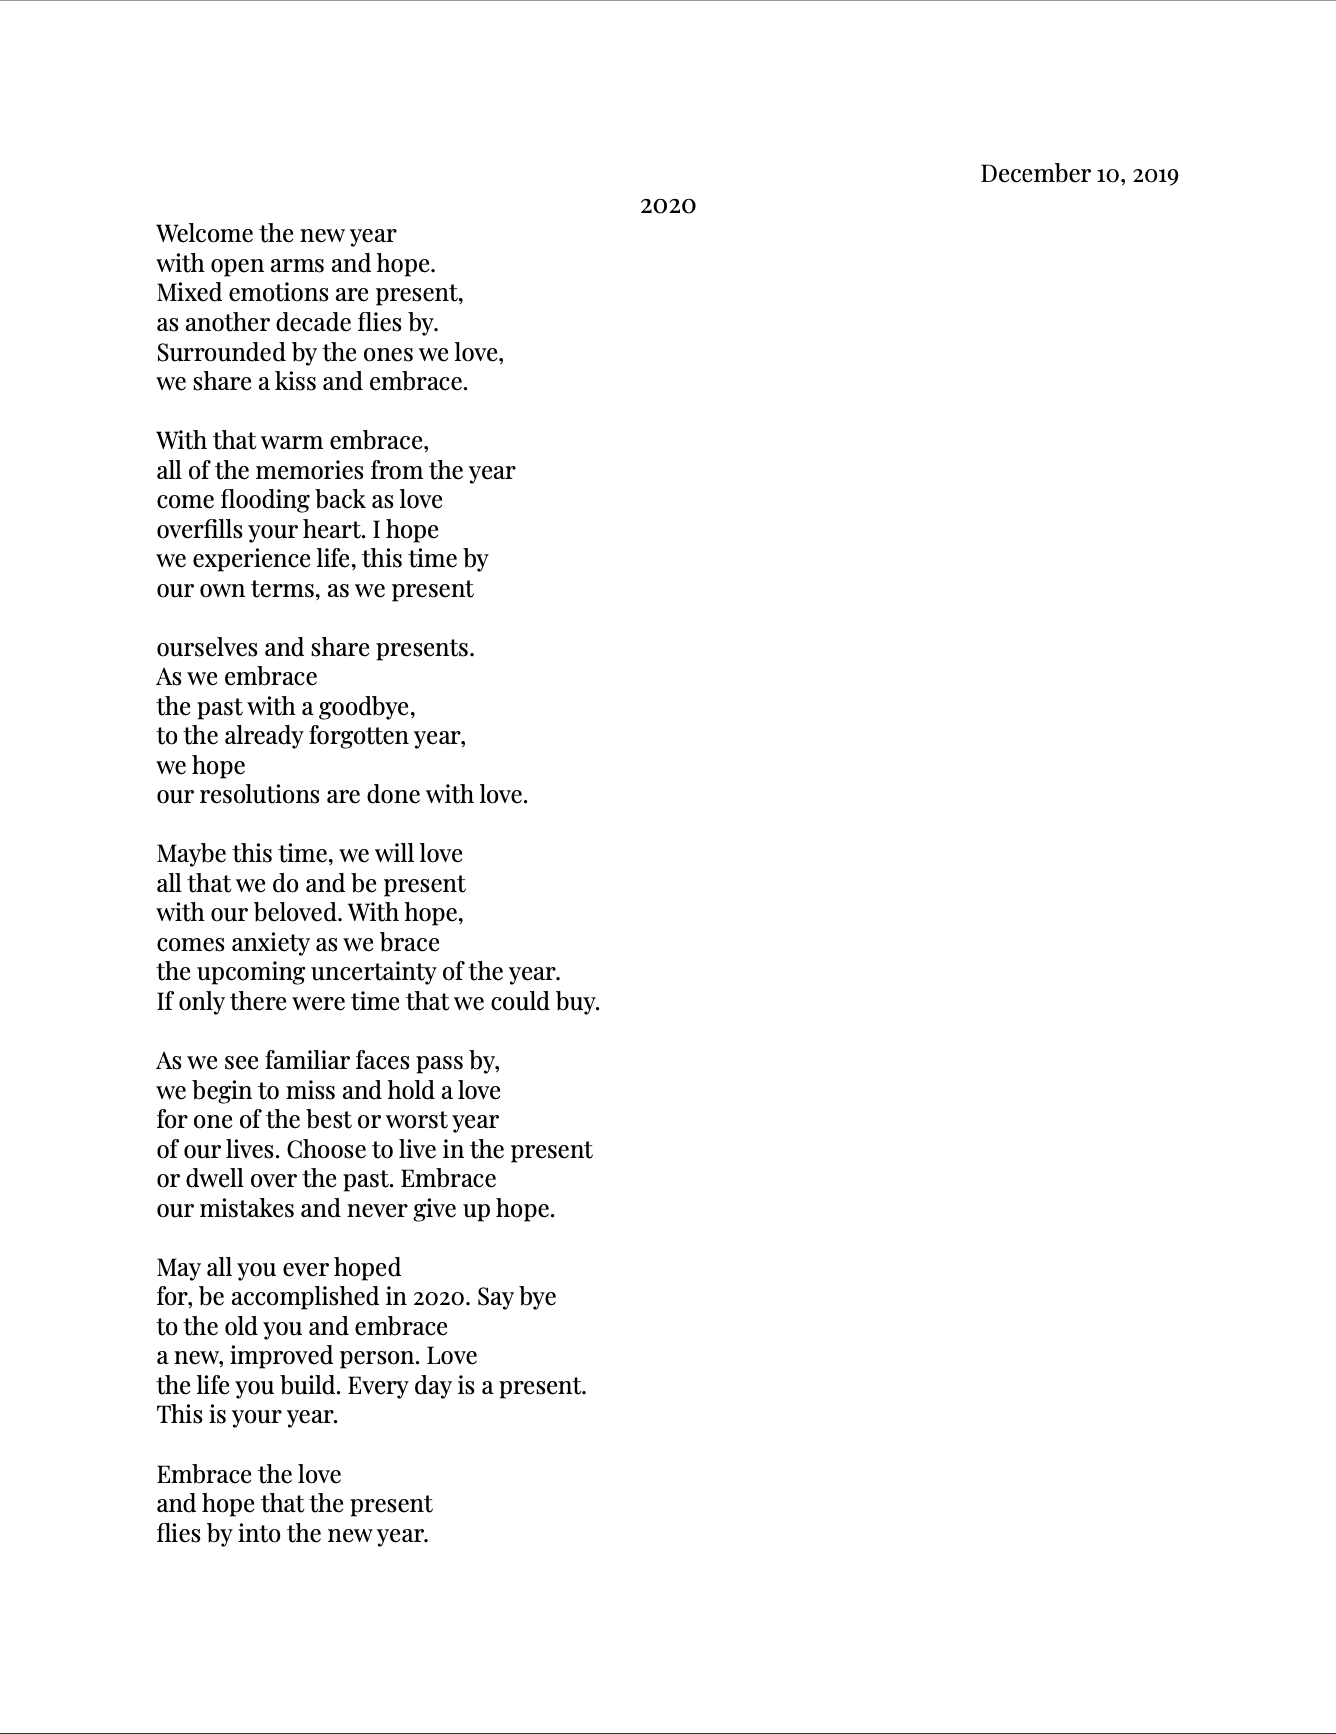 December 10, 2019
2020
Welcome the new year
with open arms and hope.
Mixed emotions are present,
as another decade flies by.
Surrounded by the ones we love,
we share a kiss and embrace.
With that warm embrace,
all of the memories from the year
come flooding back as love
overfills your heart. I hope
we experience life, this time by
our own terms, as we present
ourselves and share presents.
As we embrace
the past with a goodbye,
to the already forgotten year,
we hope
our resolutions are done with love.
Maybe this time, we will love
all that we do and be present
with our beloved. With hope,
comes anxiety as we brace
the upcoming uncertainty of the year.
If only there were time that we could buy.
As we see familiar faces pass by,
we begin to miss and hold a love
for one of the best or worst year
of our lives. Choose to live in the present
or dwell over the past. Embrace
our mistakes and never give up hope.
May all you ever hoped
for, be accomplished in 2020. Say bye
to the old you and embrace
a new, improved person. Love
the life you build. Every day is a present.
This is your year.
Embrace the love
and hope that the present
flies by into the new year.